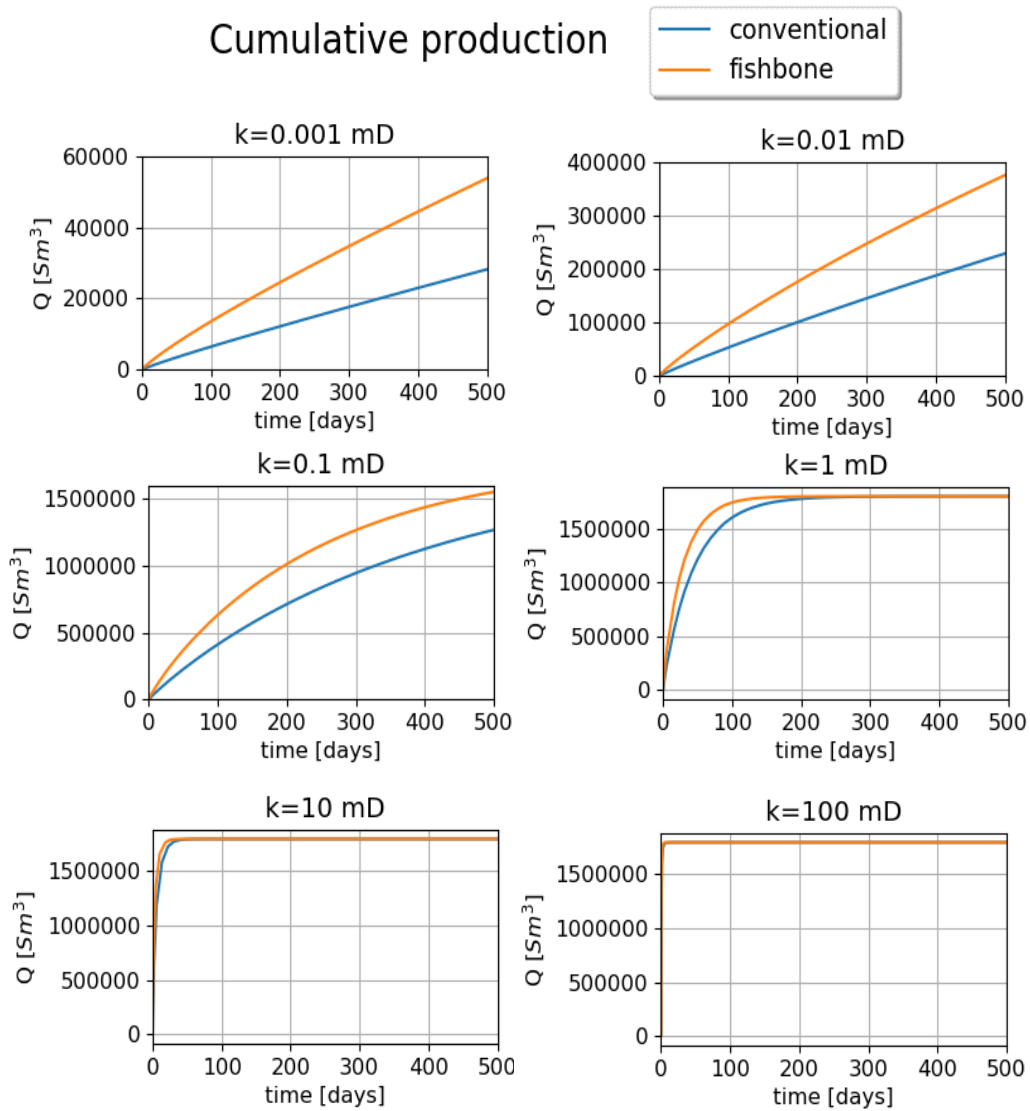 Cumulative production
conventional
fishbone
k=0.001 mD
60000
40000
20000
0
Q [Sm³]
0 100 200 300 400 500
time [days]
k=0.01 mD
400000
300000
200000
100000
0
Q [Sm³]
0 100 200 300 400 500
time [days]
k=0.1 mD
1500000
1000000
500000
0
Q [Sm³]
0 100 200 300 400 500
time [days]
k=1 mD
1500000
1000000
500000
0
Q [Sm³]
0 100 200 300 400 500
time [days]
k=10 mD
1500000
1000000
500000
0
Q [Sm³]
0 100 200 300 400 500
time [days]
k=100 mD
1500000
1000000
500000
0
Q [Sm³]
0 100 200 300 400 500
time [days]